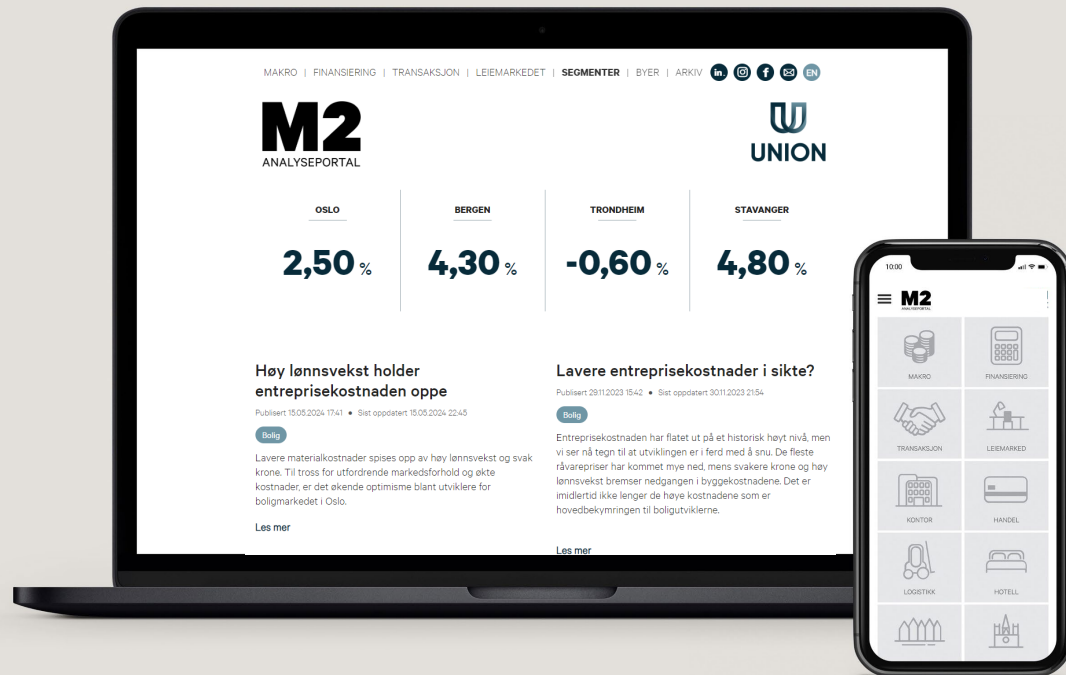 MAKRO | FINANSIERING | TRANSAKSJON | LEIEMARKEDET | SEGMENTER | BYER | ARKIV in. f EN
M2
ANALYSEPORTAL
UNION
OSLO
BERGEN
TRONDHEIM
STAVANGER
2,50 %
4,30 %
-0,60 %
4,80 %
Høy lønnsvekst holder
entreprisekostnaden oppe
Publisert 15.05.2024 17:41 • Sist oppdatert 15.05.2024 22:45
Bolig
Lavere materialkostnader spises opp av høy lønnsvekst og svak
krone. Til tross for utfordrende markedsforhold og økte
kostnader, er det økende optimisme blant utviklere for
boligmarkedet i Oslo.
Les mer
Lavere entreprisekostnader i sikte?
Publisert 29.11.2023 15:42 • Sist oppdatert 30.11.2023 21:54
Bolig
Entreprisekostnaden har flatet ut på et historisk høyt nivå, men
vi ser nå tegn til at utviklingen er i ferd med å snu. De fleste
råvarepriser har kommet mye ned, mens svakere krone og høy
lønnsvekst bremser nedgangen i byggekostnadene. Det er
imidlertid ikke lenger de høye kostnadene som er
hovedbekymringen til boligutviklerne.
Les mer
10:00
M2
ANALYSEPORTAL
MAKRO
FINANSIERING
TRANSAKSJON
LEIEMARKED
KONTOR
HANDEL
LOGISTIKK
HOTELL